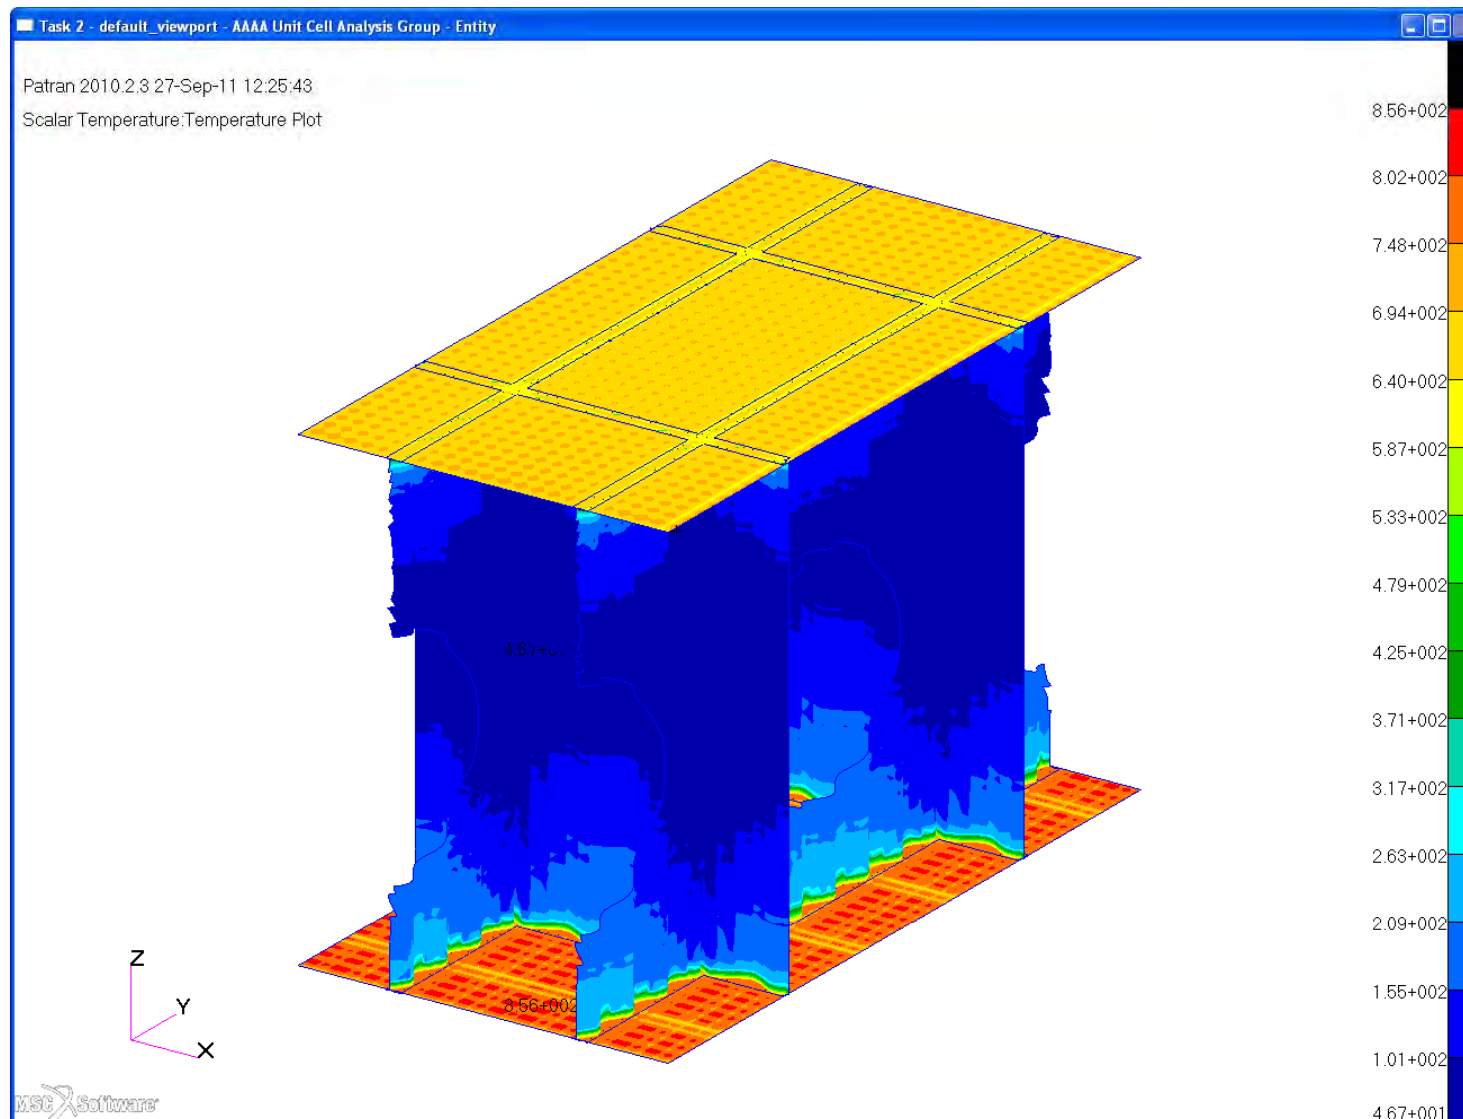 Task 2 - default_viewport - AAAA Unit Cell Analysis Group - Entity
Patran 2010.2.3 27-Sep-11 12:25:43
Scalar Temperature:Temperature Plot
8.56+002
8.02+002
7.48+002
6.94+002
6.40+002
5.87+002
5.33+002
4.79+002
4.25+002
3.71+002
3.17+002
2.63+002
2.09+002
1.55+002
1.01+002
4.67+001
8.56+002
Z
Y
X
MSC Software